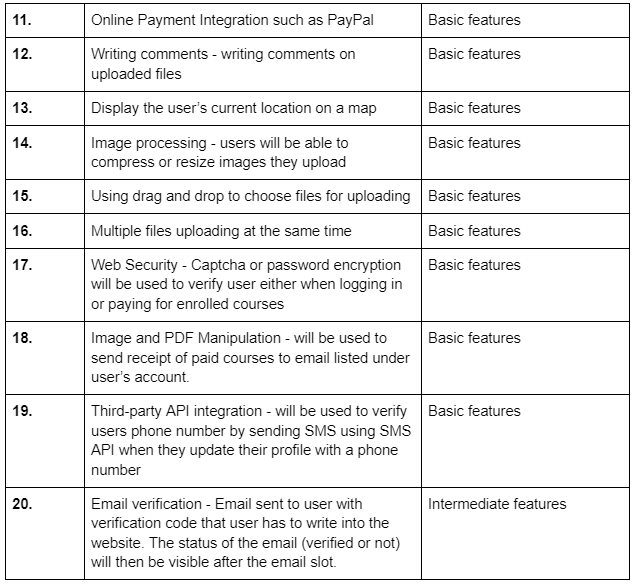 11. Online Payment Integration such as PayPal Basic features
12. Writing comments - writing comments on Basic features
uploaded files
13. Display the user's current location on a map Basic features
14. Image processing - users will be able to Basic features
compress or resize images they upload
15. Using drag and drop to choose files for uploading Basic features
16. Multiple files uploading at the same time Basic features
17. Web Security - Captcha or password encryption Basic features
will be used to verify user either when logging in
or paying for enrolled courses
18. Image and PDF Manipulation - will be used to Basic features
send receipt of paid courses to email listed under
user's account.
19. Third-party API integration - will be used to verify Basic features
users phone number by sending SMS using SMS
API when they update their profile with a phone
number
20. Email verification - Email sent to user with Intermediate features
verification code that user has to write into the
website. The status of the email (verified or not)
will then be visible after the email slot.